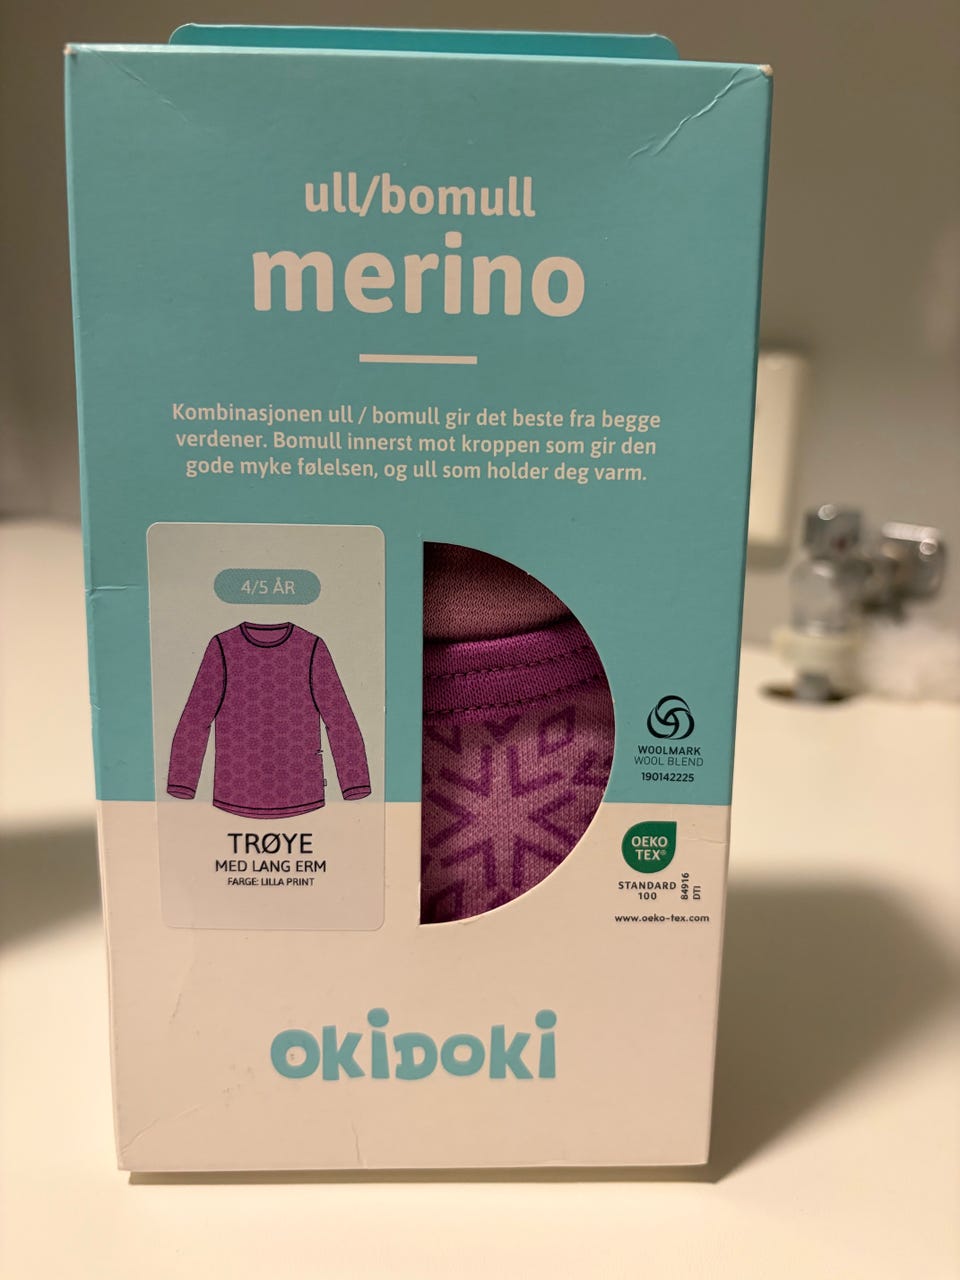 ull/bomull
merino
Kombinasjonen ull / bomull gir det beste fra begge
verdener. Bomull innerst mot kroppen som gir den
gode myke følelsen, og ull som holder deg varm.
4/5 ÅR
TRØYE
MED LANG ERM
FARGE: LILLA PRINT
WOOLMARK
WOOL BLEND
190142225
OEKO
TEX®
STANDARD
100
84916
DTI
www.oeko-tex.com
OKIDOKI